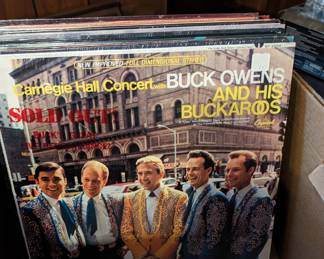 NEW IMPROVED FULL DIMENSIONAL STEREO
Carnegie Hall Concert with BUCK OWENS
AND HIS
BUCKAROOS
SOLD OUT
Capitol